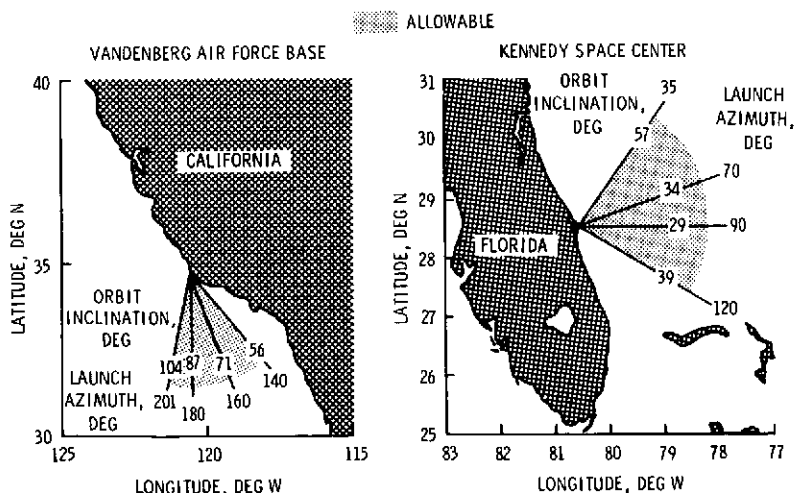 ALLOWABLE
VANDENBERG AIR FORCE BASE
40
35
30
LATITUDE, DEG N
CALIFORNIA
ORBIT
INCLINATION,
DEG
104
87
71
56
LAUNCH
AZIMUTH,
DEG
201
180
160
140
125
120
115
LONGITUDE, DEG W
KENNEDY SPACE CENTER
31
30
29
28
27
26
25
LATITUDE, DEG N
FLORIDA
ORBIT
INCLINATION,
DEG
57
34
29
39
LAUNCH
AZIMUTH,
DEG
35
70
90
120
83
82
81
80
79
78
77
LONGITUDE, DEG W